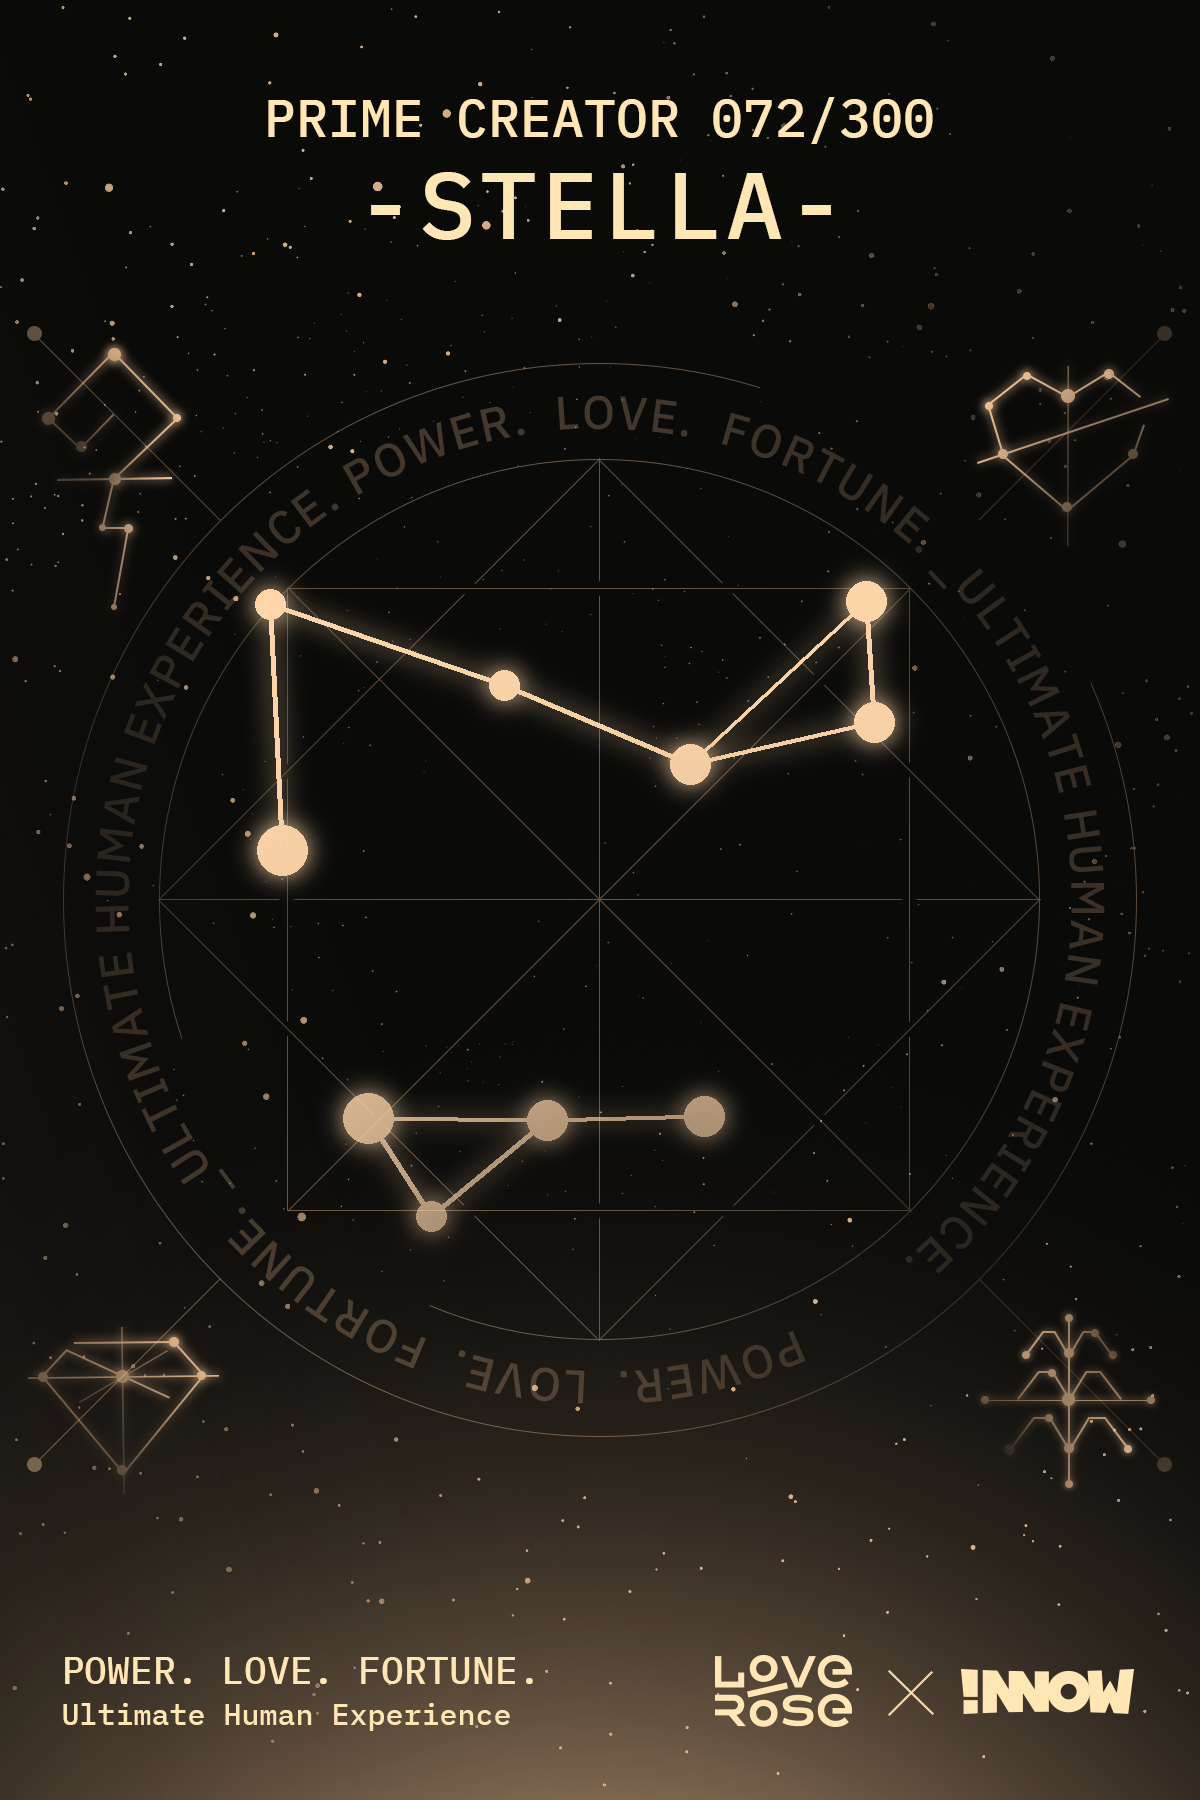 PRIME CREATOR 072/300
-STELLA-
POWER. LOVE. FORTUNE. – ULTIMATE HUMAN EXPERIENCE.
POWER. LOVE. FORTUNE. – ULTIMATE HUMAN EXPERIENCE.
POWER. LOVE. FORTUNE.
Ultimate Human Experience
LOVE ROSE
!NNOW